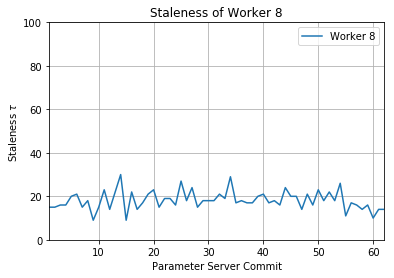 Staleness of Worker 8
Worker 8
100
80
60
40
20
0
Staleness τ
10 20 30 40 50 60
Parameter Server Commit